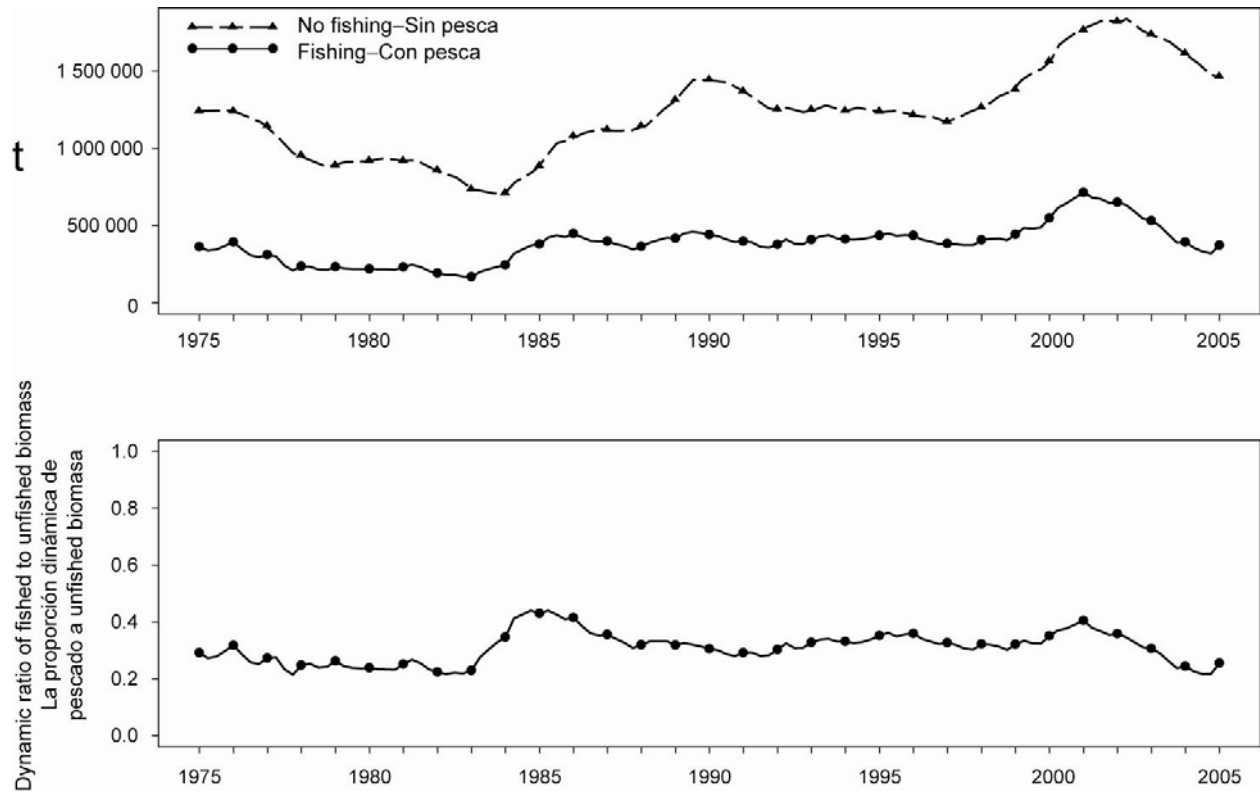 No fishing–Sin pesca
Fishing–Con pesca
t
1 500 000
1 000 000
500 000
0
1975 1980 1985 1990 1995 2000 2005
Dynamic ratio of fished to unfished biomass
La proporción dinámica de
pescado a unfished biomasa
1.0
0.8
0.6
0.4
0.2
0.0
1975 1980 1985 1990 1995 2000 2005